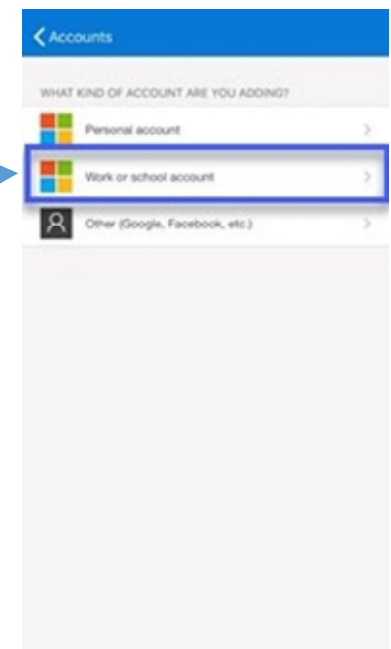 Accounts
WHAT KIND OF ACCOUNT ARE YOU ADDING?
Personal account
Work or school account
Other (Google, Facebook, etc.)